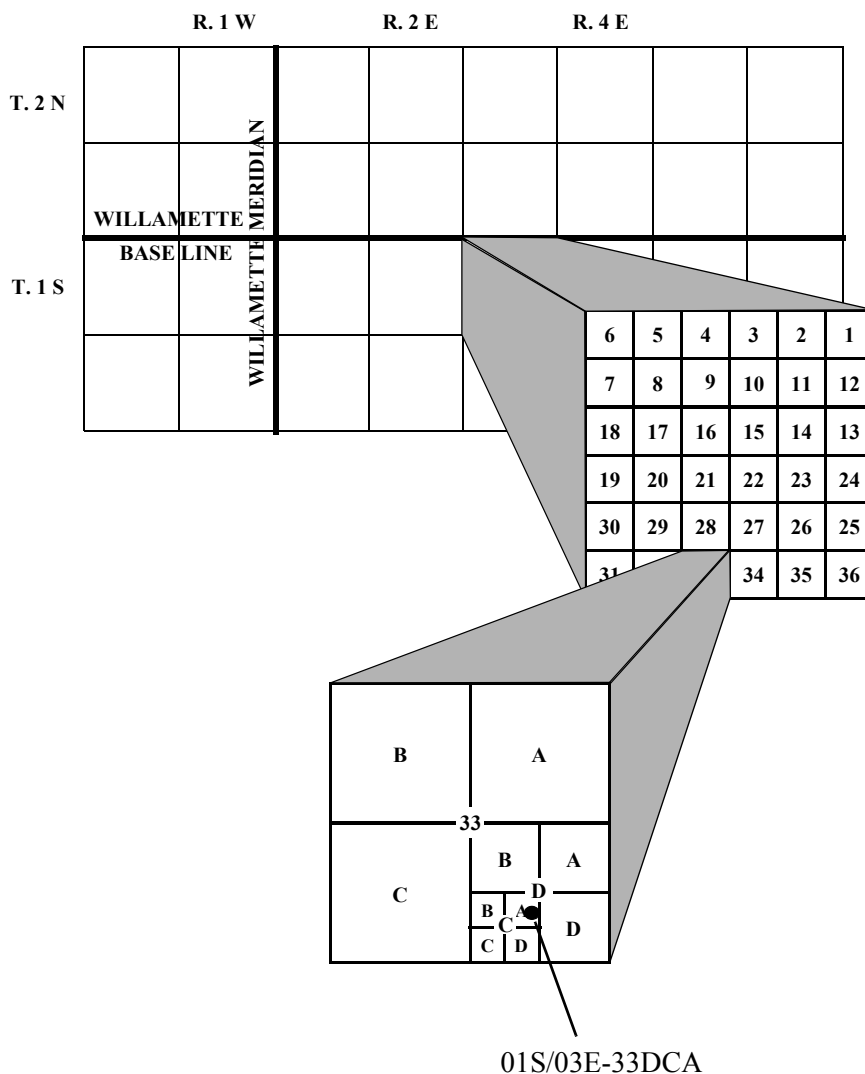 R. 1 W R. 2 E R. 4 E
T. 2 N
WILLAMETTE MERIDIAN
WILLAMETTE
BASE LINE
T. 1 S
6 5 4 3 2 1
7 8 9 10 11 12
18 17 16 15 14 13
19 20 21 22 23 24
30 29 28 27 26 25
31 34 35 36
B A
33
B A
C D
B A
C D
C D
01S/03E-33DCA